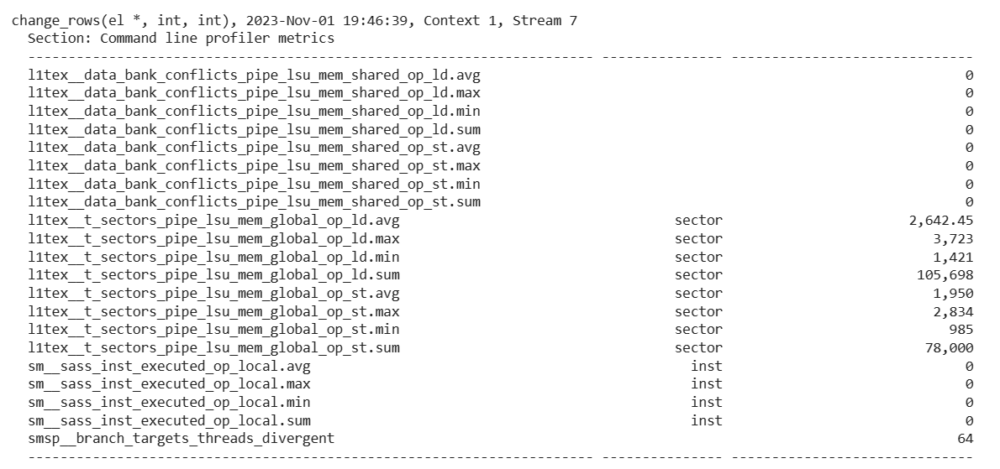 change_rows(el *, int, int), 2023-Nov-01 19:46:39, Context 1, Stream 7
Section: Command line profiler metrics
---------------------------------------------------------------------- --------------- ------------------------------
l1tex__data_bank_conflicts_pipe_lsu_mem_shared_op_ld.avg 0
l1tex__data_bank_conflicts_pipe_lsu_mem_shared_op_ld.max 0
l1tex__data_bank_conflicts_pipe_lsu_mem_shared_op_ld.min 0
l1tex__data_bank_conflicts_pipe_lsu_mem_shared_op_ld.sum 0
l1tex__data_bank_conflicts_pipe_lsu_mem_shared_op_st.avg 0
l1tex__data_bank_conflicts_pipe_lsu_mem_shared_op_st.max 0
l1tex__data_bank_conflicts_pipe_lsu_mem_shared_op_st.min 0
l1tex__data_bank_conflicts_pipe_lsu_mem_shared_op_st.sum 0
l1tex__t_sectors_pipe_lsu_mem_global_op_ld.avg sector 2,642.45
l1tex__t_sectors_pipe_lsu_mem_global_op_ld.max sector 3,723
l1tex__t_sectors_pipe_lsu_mem_global_op_ld.min sector 1,421
l1tex__t_sectors_pipe_lsu_mem_global_op_ld.sum sector 105,698
l1tex__t_sectors_pipe_lsu_mem_global_op_st.avg sector 1,950
l1tex__t_sectors_pipe_lsu_mem_global_op_st.max sector 2,834
l1tex__t_sectors_pipe_lsu_mem_global_op_st.min sector 985
l1tex__t_sectors_pipe_lsu_mem_global_op_st.sum sector 78,000
sm__sass_inst_executed_op_local.avg inst 0
sm__sass_inst_executed_op_local.max inst 0
sm__sass_inst_executed_op_local.min inst 0
sm__sass_inst_executed_op_local.sum inst 0
smsp__branch_targets_threads_divergent 64
---------------------------------------------------------------------- --------------- ------------------------------